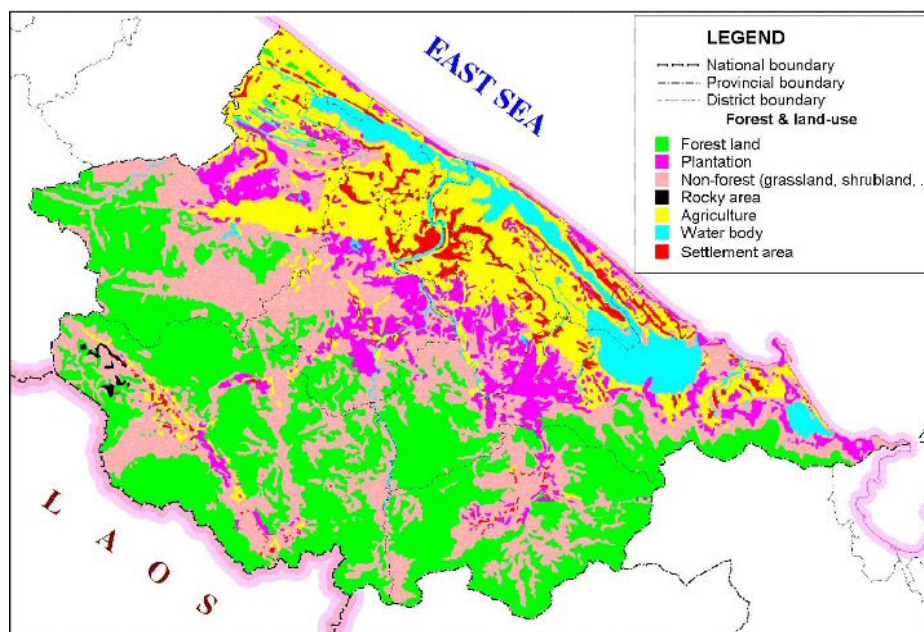 EAST SEA
LEGEND
National boundary
Provincial boundary
District boundary
Forest & land-use
Forest land
Plantation
Non-forest (grassland, shrubland, ..
Rocky area
Agriculture
Water body
Settlement area
LAOS